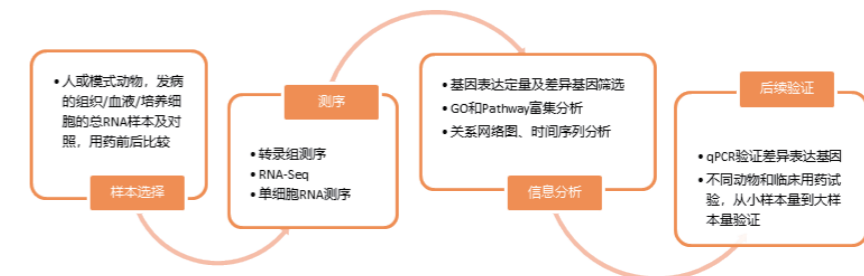 • 人或模式动物，发病
的组织/血液/培养细
胞的总RNA样本及对
照，用药前后比较
样本选择
测序
• 转录组测序
• RNA-Seq
• 单细胞RNA测序
• 基因表达定量及差异基因筛选
• GO和Pathway富集分析
• 关系网络图、时间序列分析
信息分析
后续验证
• qPCR验证差异表达基因
• 不同动物和临床用药试
验，从小样本量到大样
本量验证